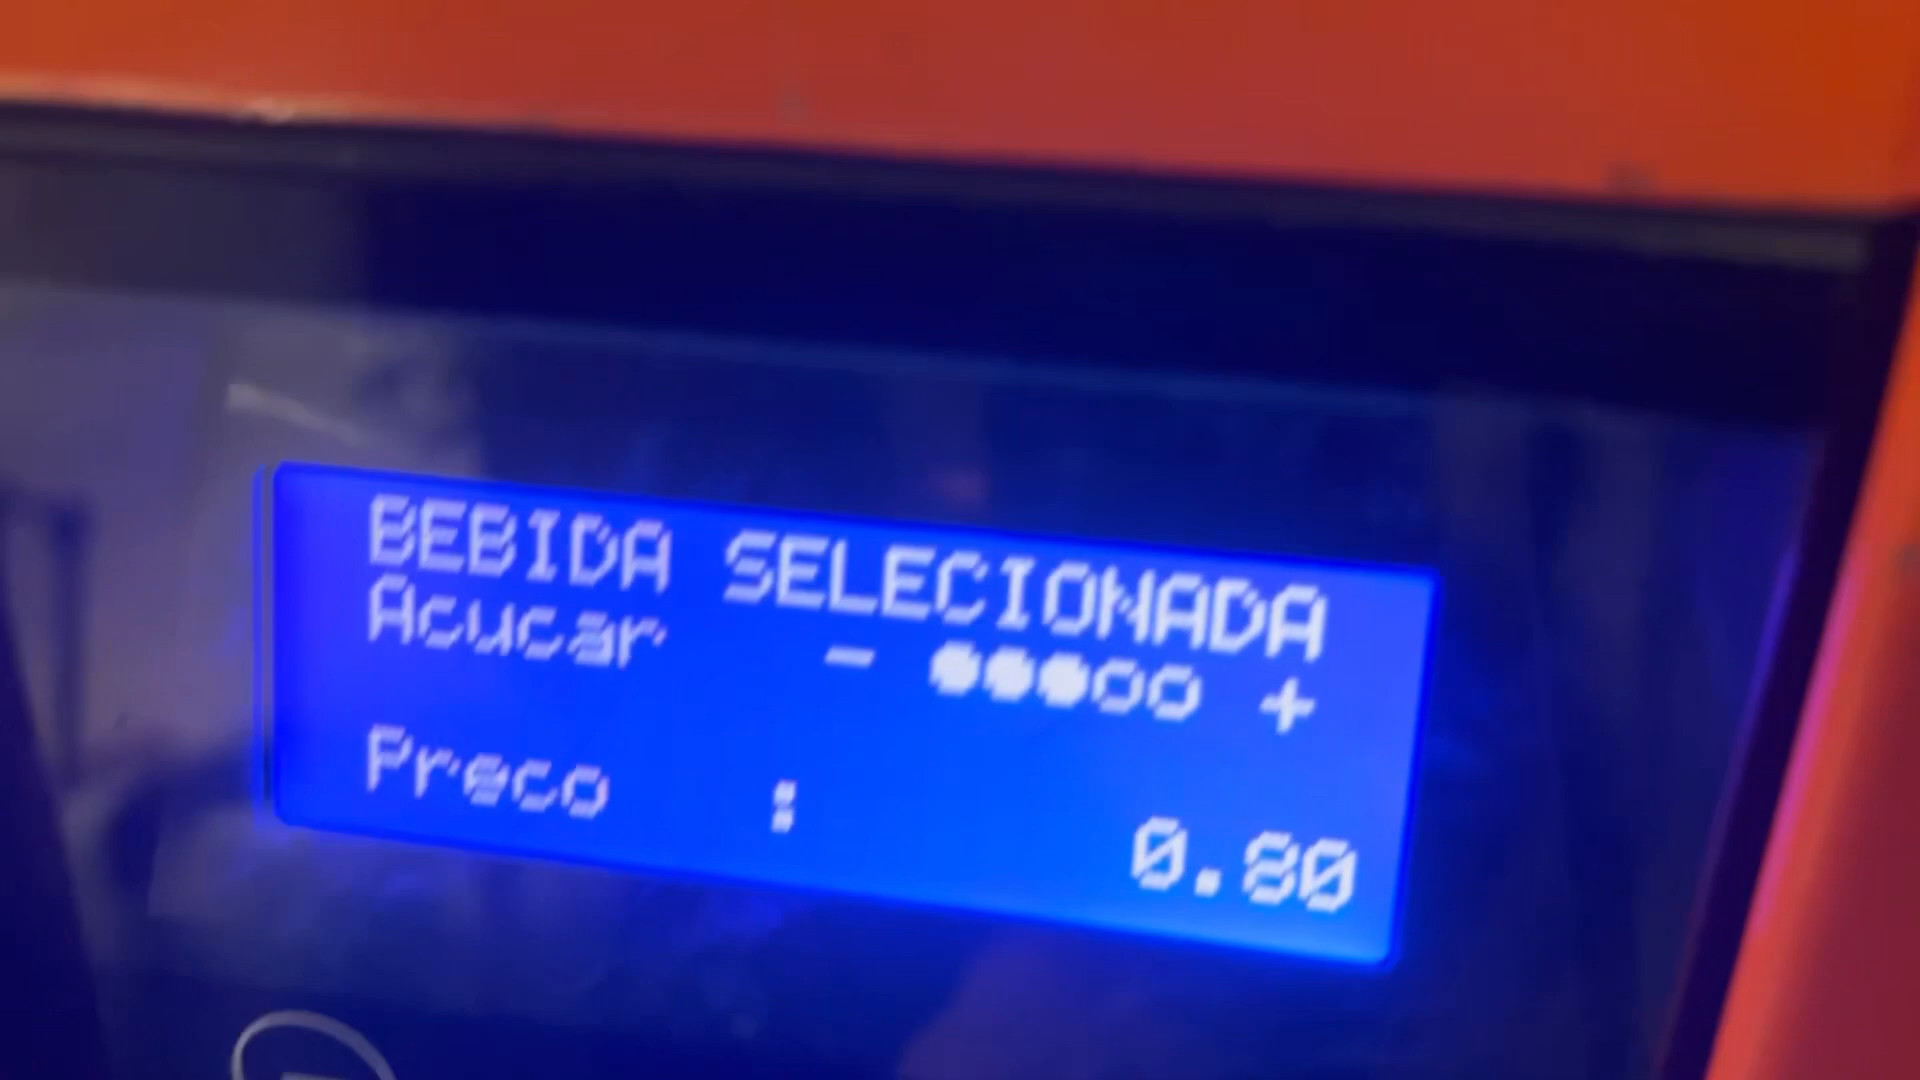 BEBIDA SELECIONADA
Acucar - ●●●○○ +
Preco : 0.80